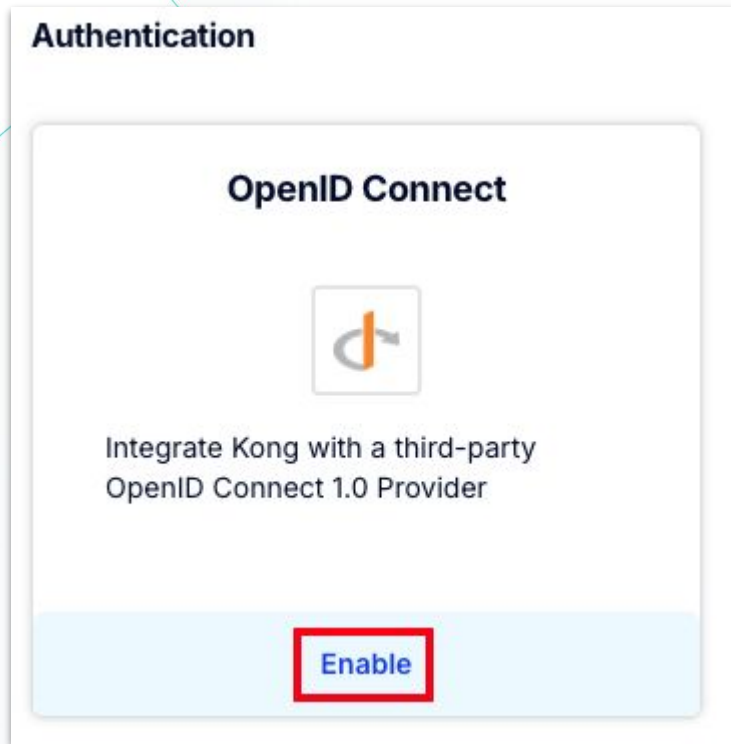 Authentication
OpenID Connect
Integrate Kong with a third-party
OpenID Connect 1.0 Provider
Enable